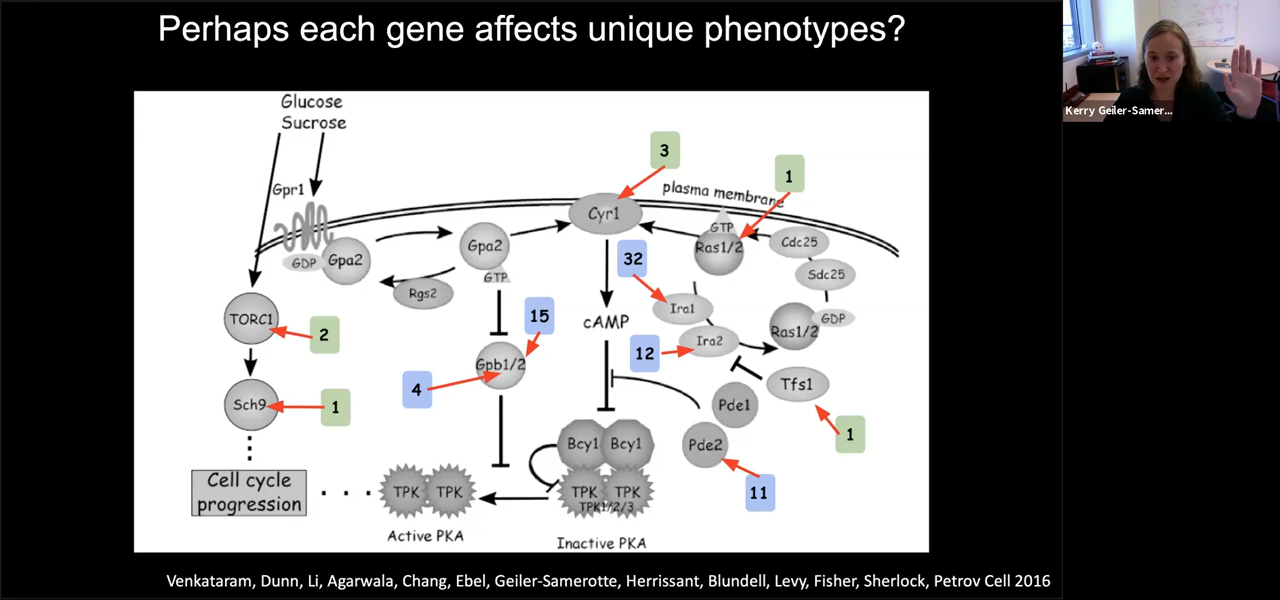 Perhaps each gene affects unique phenotypes?
Kerry Geiler-Samer...
Glucose
Sucrose
3
1
plasma membrane
Gpr1
Cyr1
GTP
Ras1/2
Cdc25
Gpa2
GDP
Gpa2
GTP
32
Sdc25
Rgs2
Ira1
TORC1
2
15
cAMP
12
Ira2
Ras1/2
GDP
Gpb1/2
4
Tfs1
Sch9
1
Pde1
1
Bcy1
Bcy1
Pde2
Cell cycle
progression
TPK
TPK
TPK
TPK
TPK1/2/3
11
Active PKA
Inactive PKA
Venkataram, Dunn, Li, Agarwala, Chang, Ebel, Geiler-Samerotte, Herrissant, Blundell, Levy, Fisher, Sherlock, Petrov Cell 2016